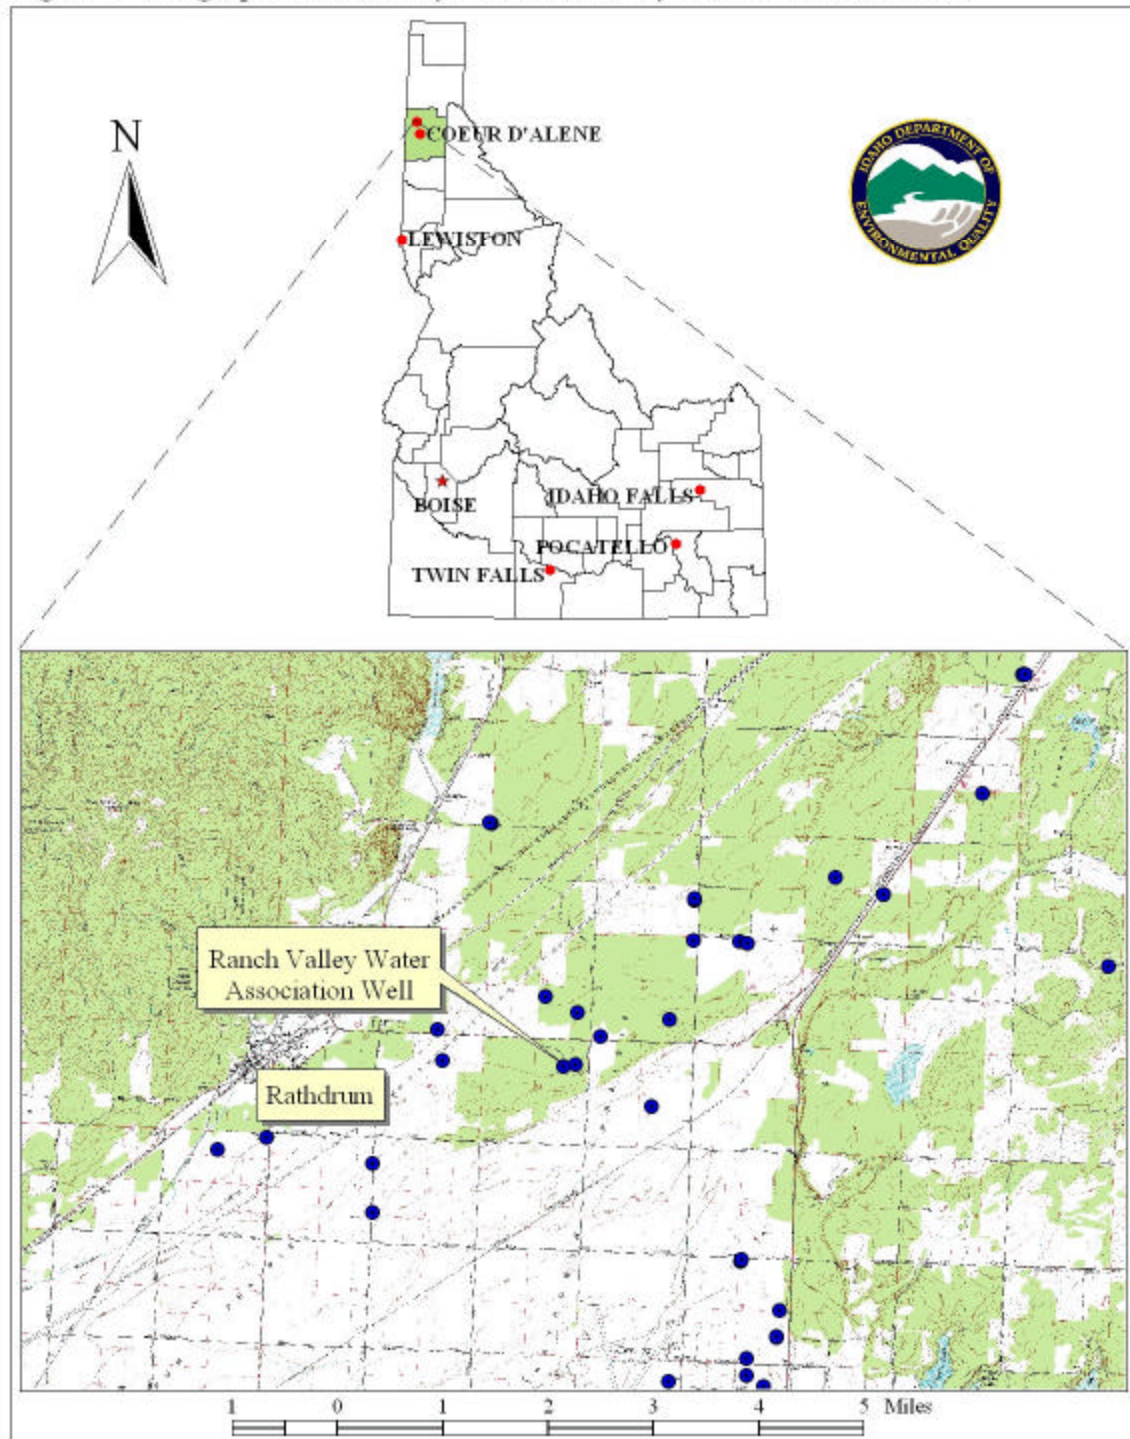 N
COEUR D'ALENE
IDAHO DEPARTMENT OF
ENVIRONMENTAL QUALITY
LEWISTON
BOISE
IDAHO FALLS
POCATELLO
TWIN FALLS
Ranch Valley Water
Association Well
Rathdrum
1 0 1 2 3 4 5 Miles